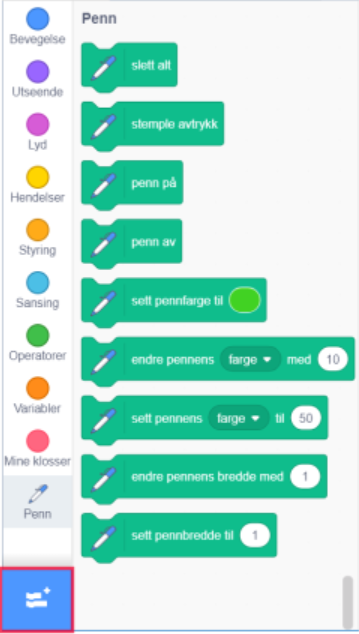 Bevegelse
Utseende
Lyd
Hendelser
Styring
Sansing
Operatorer
Variabler
Mine klosser
Penn
Penn
slett alt
stemple avtrykk
penn på
penn av
sett pennfarge til
endre pennens farge med 10
sett pennens farge til 50
endre pennens bredde med 1
sett pennbredde til 1